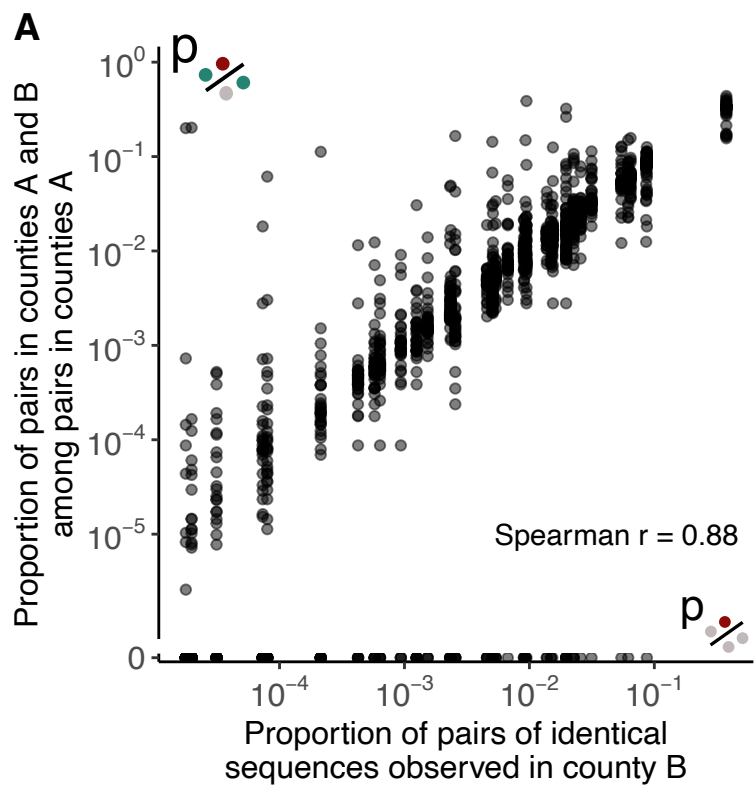 A
p
10⁰
10⁻¹
10⁻²
10⁻³
10⁻⁴
10⁻⁵
0
Proportion of pairs in counties A and B
among pairs in counties A
Spearman r = 0.88
p
10⁻⁴
10⁻³
10⁻²
10⁻¹
Proportion of pairs of identical
sequences observed in county B